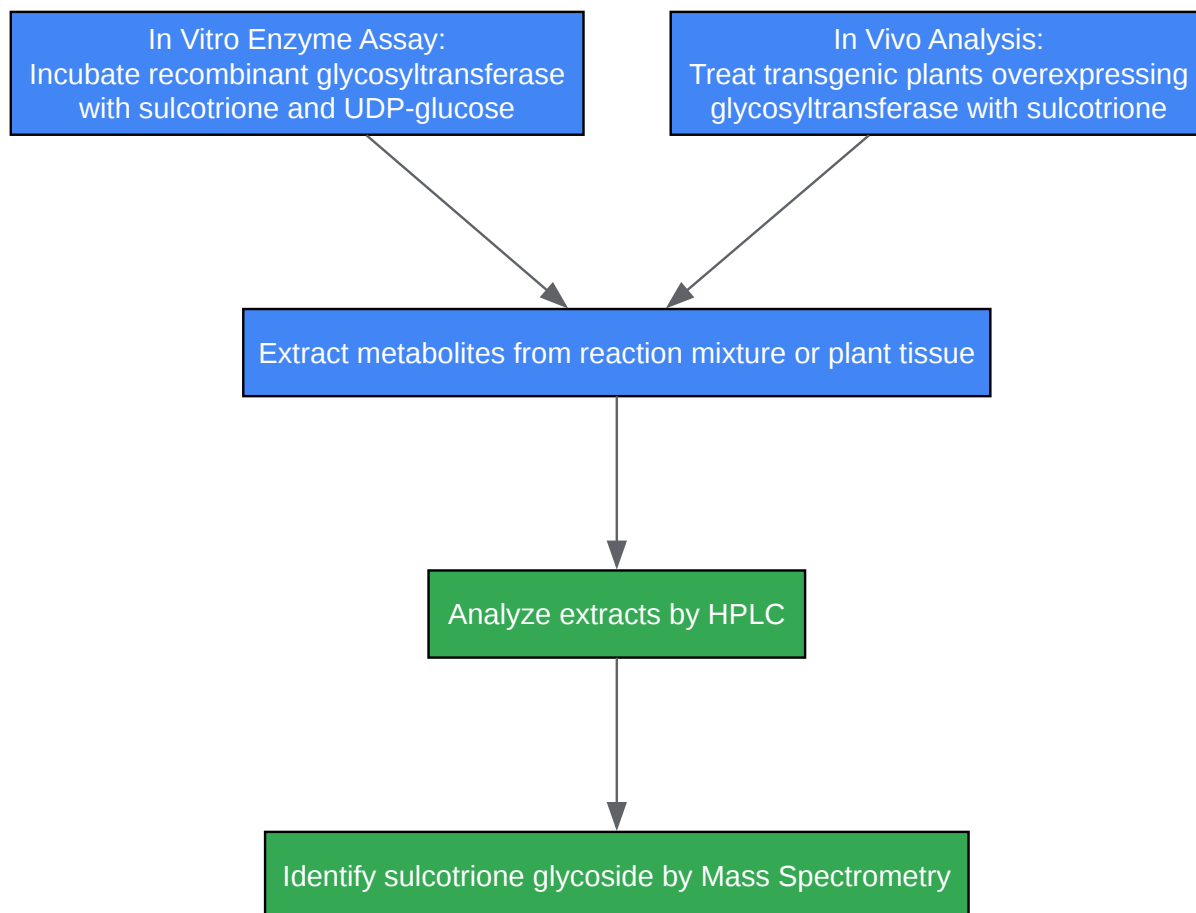 In Vitro Enzyme Assay:
Incubate recombinant glycosyltransferase
with sulcotrione and UDP-glucose
In Vivo Analysis:
Treat transgenic plants overexpressing
glycosyltransferase with sulcotrione
Extract metabolites from reaction mixture or plant tissue
Analyze extracts by HPLC
Identify sulcotrione glycoside by Mass Spectrometry